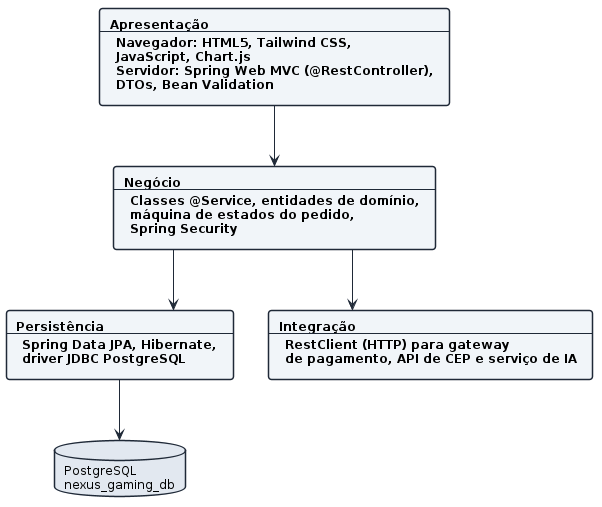 Apresentação
Navegador: HTML5, Tailwind CSS,
JavaScript, Chart.js
Servidor: Spring Web MVC (@RestController),
DTOs, Bean Validation
Negócio
Classes @Service, entidades de domínio,
máquina de estados do pedido,
Spring Security
Persistência
Spring Data JPA, Hibernate,
driver JDBC PostgreSQL
Integração
RestClient (HTTP) para gateway
de pagamento, API de CEP e serviço de IA
PostgreSQL
nexus_gaming_db